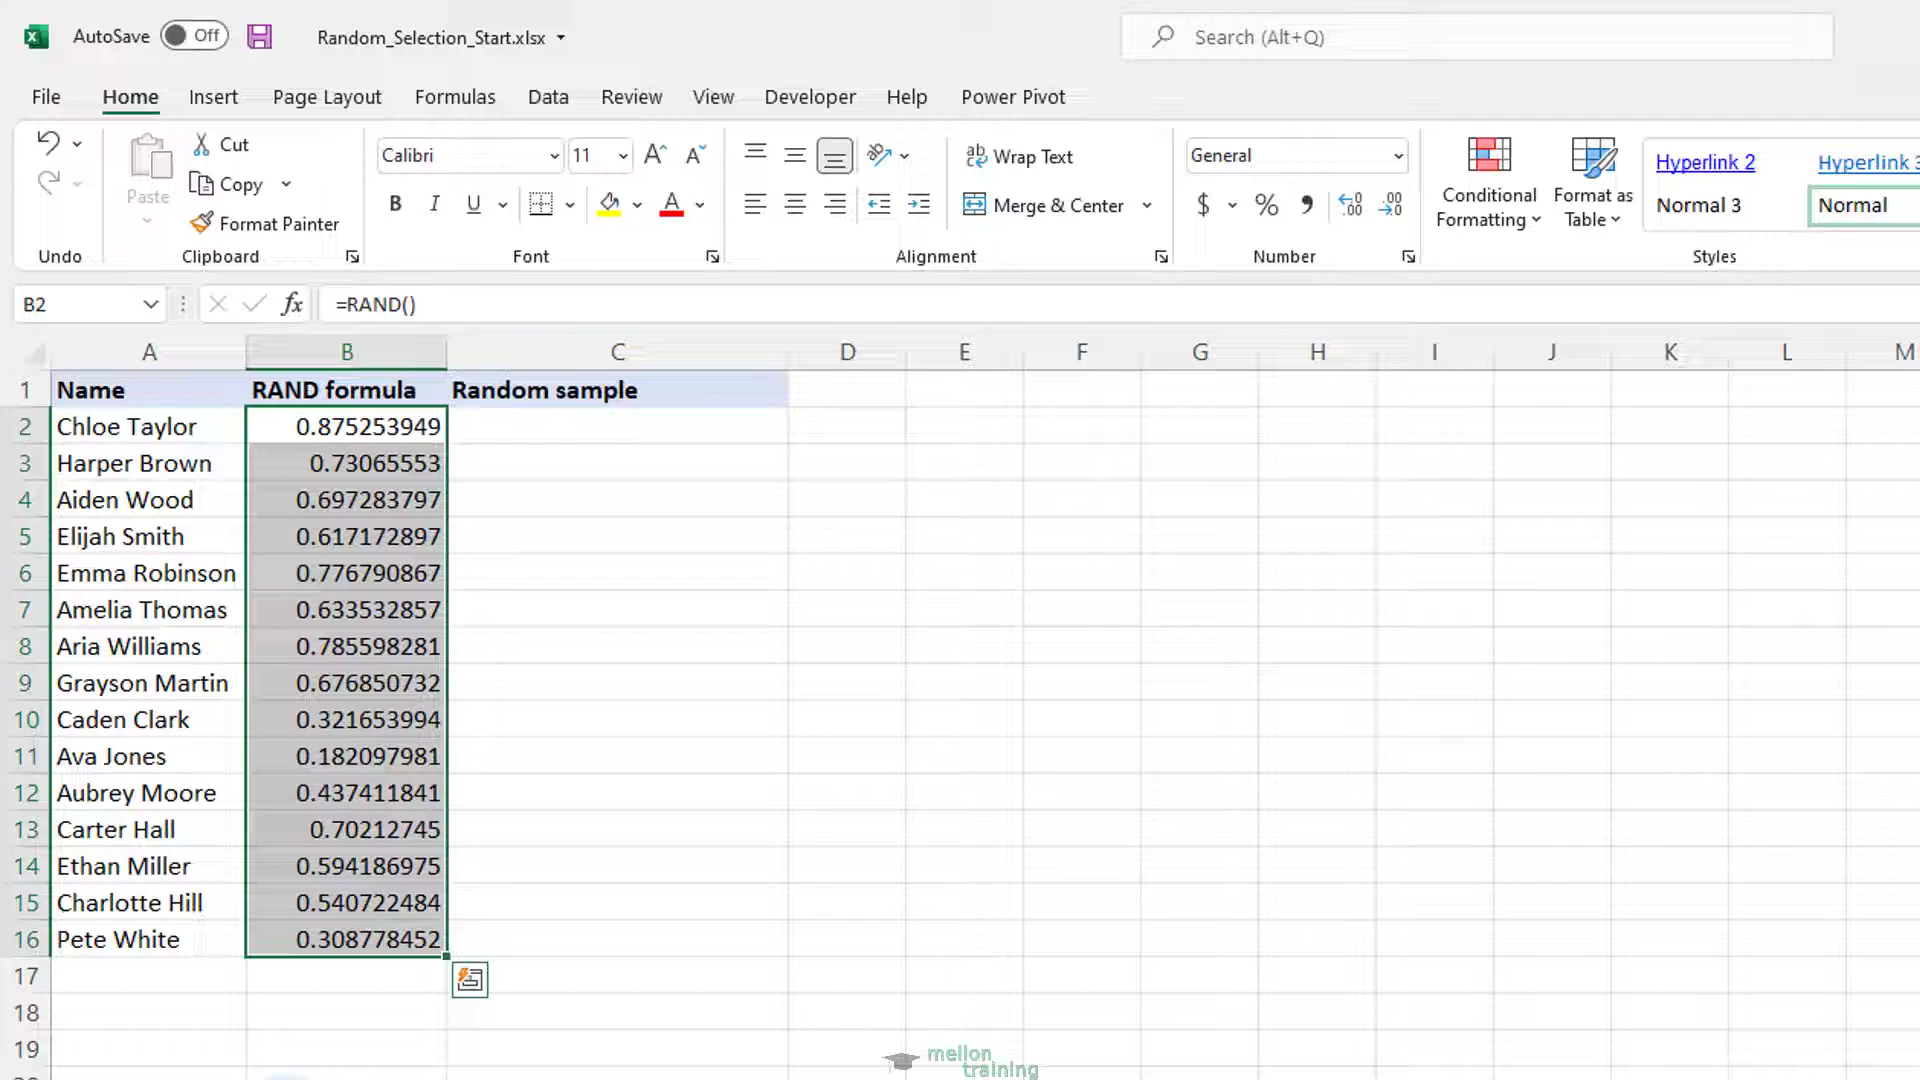 AutoSave Off Random_Selection_Start.xlsx Search (Alt+Q)
File Home Insert Page Layout Formulas Data Review View Developer Help Power Pivot
Paste
Cut
Copy
Format Painter
Calibri 11
B I U A
Wrap Text
Merge & Center
General
$ % 9 .00 .00
Conditional Formatting
Format as Table
Hyperlink 2 Hyperlink 3
Normal 3 Normal
Undo Clipboard Font Alignment Number Styles
B2 fx =RAND()
A B C D E F G H I J K L M
1 Name RAND formula Random sample
2 Chloe Taylor 0.875253949
3 Harper Brown 0.73065553
4 Aiden Wood 0.697283797
5 Elijah Smith 0.617172897
6 Emma Robinson 0.776790867
7 Amelia Thomas 0.633532857
8 Aria Williams 0.785598281
9 Grayson Martin 0.676850732
10 Caden Clark 0.321653994
11 Ava Jones 0.182097981
12 Aubrey Moore 0.437411841
13 Carter Hall 0.70212745
14 Ethan Miller 0.594186975
15 Charlotte Hill 0.540722484
16 Pete White 0.308778452
17
18
19
mellon
training